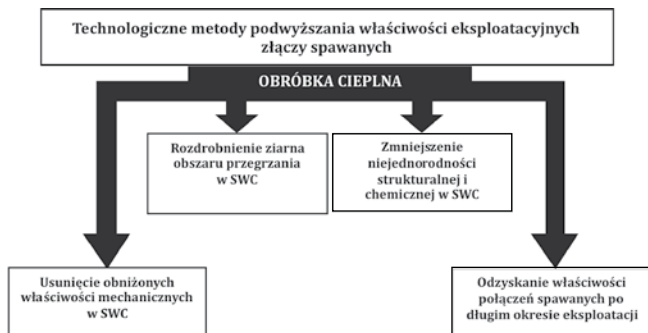 Technologiczne metody podwyższania właściwości eksploatacyjnych
złączy spawanych
OBRÓBKA CIEPLNA
Rozdrobnienie ziarna
obszaru przegrzania
w SWC
Zmniejszenie
niejednorodności
strukturalnej i
chemicznej w SWC
Usunięcie obniżonych
właściwości mechanicznych
w SWC
Odzyskanie właściwości
połączeń spawanych po
długim okresie eksploatacji